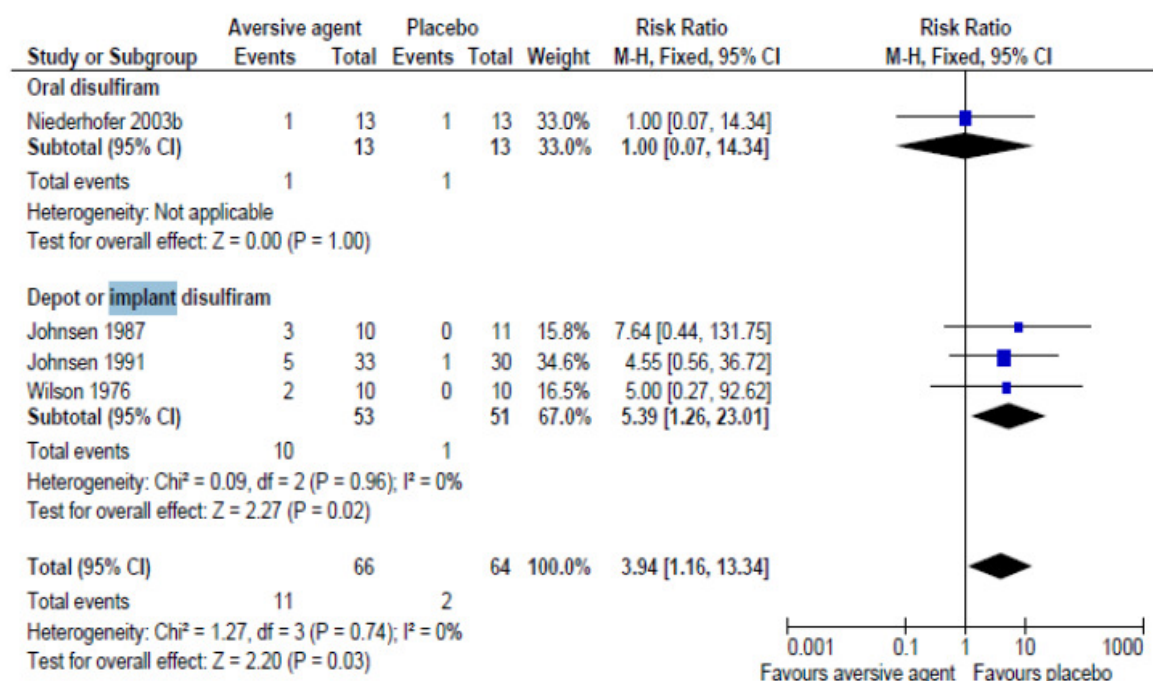 Aversive agent Placebo Risk Ratio Risk Ratio
Study or Subgroup Events Total Events Total Weight M-H, Fixed, 95% CI M-H, Fixed, 95% CI
Oral disulfiram
Niederhofer 2003b 1 13 1 13 33.0% 1.00 [0.07, 14.34]
Subtotal (95% CI) 13 13 33.0% 1.00 [0.07, 14.34]
Total events 1 1
Heterogeneity: Not applicable
Test for overall effect: Z = 0.00 (P = 1.00)
Depot or implant disulfiram
Johnsen 1987 3 10 0 11 15.8% 7.64 [0.44, 131.75]
Johnsen 1991 5 33 1 30 34.6% 4.55 [0.56, 36.72]
Wilson 1976 2 10 0 10 16.5% 5.00 [0.27, 92.62]
Subtotal (95% CI) 53 51 67.0% 5.39 [1.26, 23.01]
Total events 10 1
Heterogeneity: Chi² = 0.09, df = 2 (P = 0.96); I² = 0%
Test for overall effect: Z = 2.27 (P = 0.02)
Total (95% CI) 66 64 100.0% 3.94 [1.16, 13.34]
Total events 11 2
Heterogeneity: Chi² = 1.27, df = 3 (P = 0.74); I² = 0%
Test for overall effect: Z = 2.20 (P = 0.03)
0.001 0.1 1 10 1000
Favours aversive agent Favours placebo